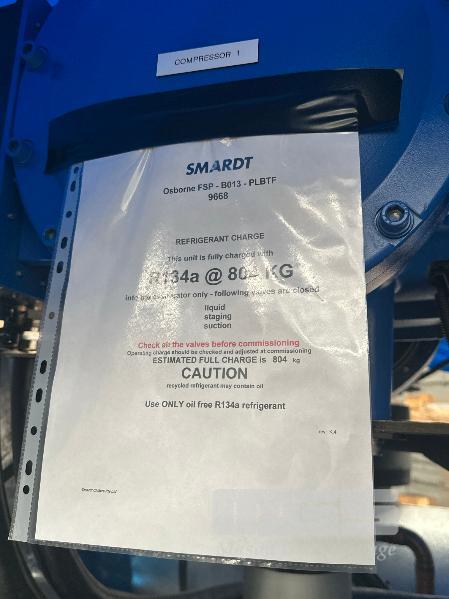 COMPRESSOR 1
SMARDT
Osborne FSP - B013 - PLBTF
9668
REFRIGERANT CHARGE
This unit is fully charged with
R134a @ 804 KG
into the evaporator only - following valves are closed
liquid
staging
suction
Check all the valves before commissioning
Operating charge should be checked and adjusted at commissioning
ESTIMATED FULL CHARGE is 804 kg
CAUTION
recycled refrigerant may contain oil
Use ONLY oil free R134a refrigerant